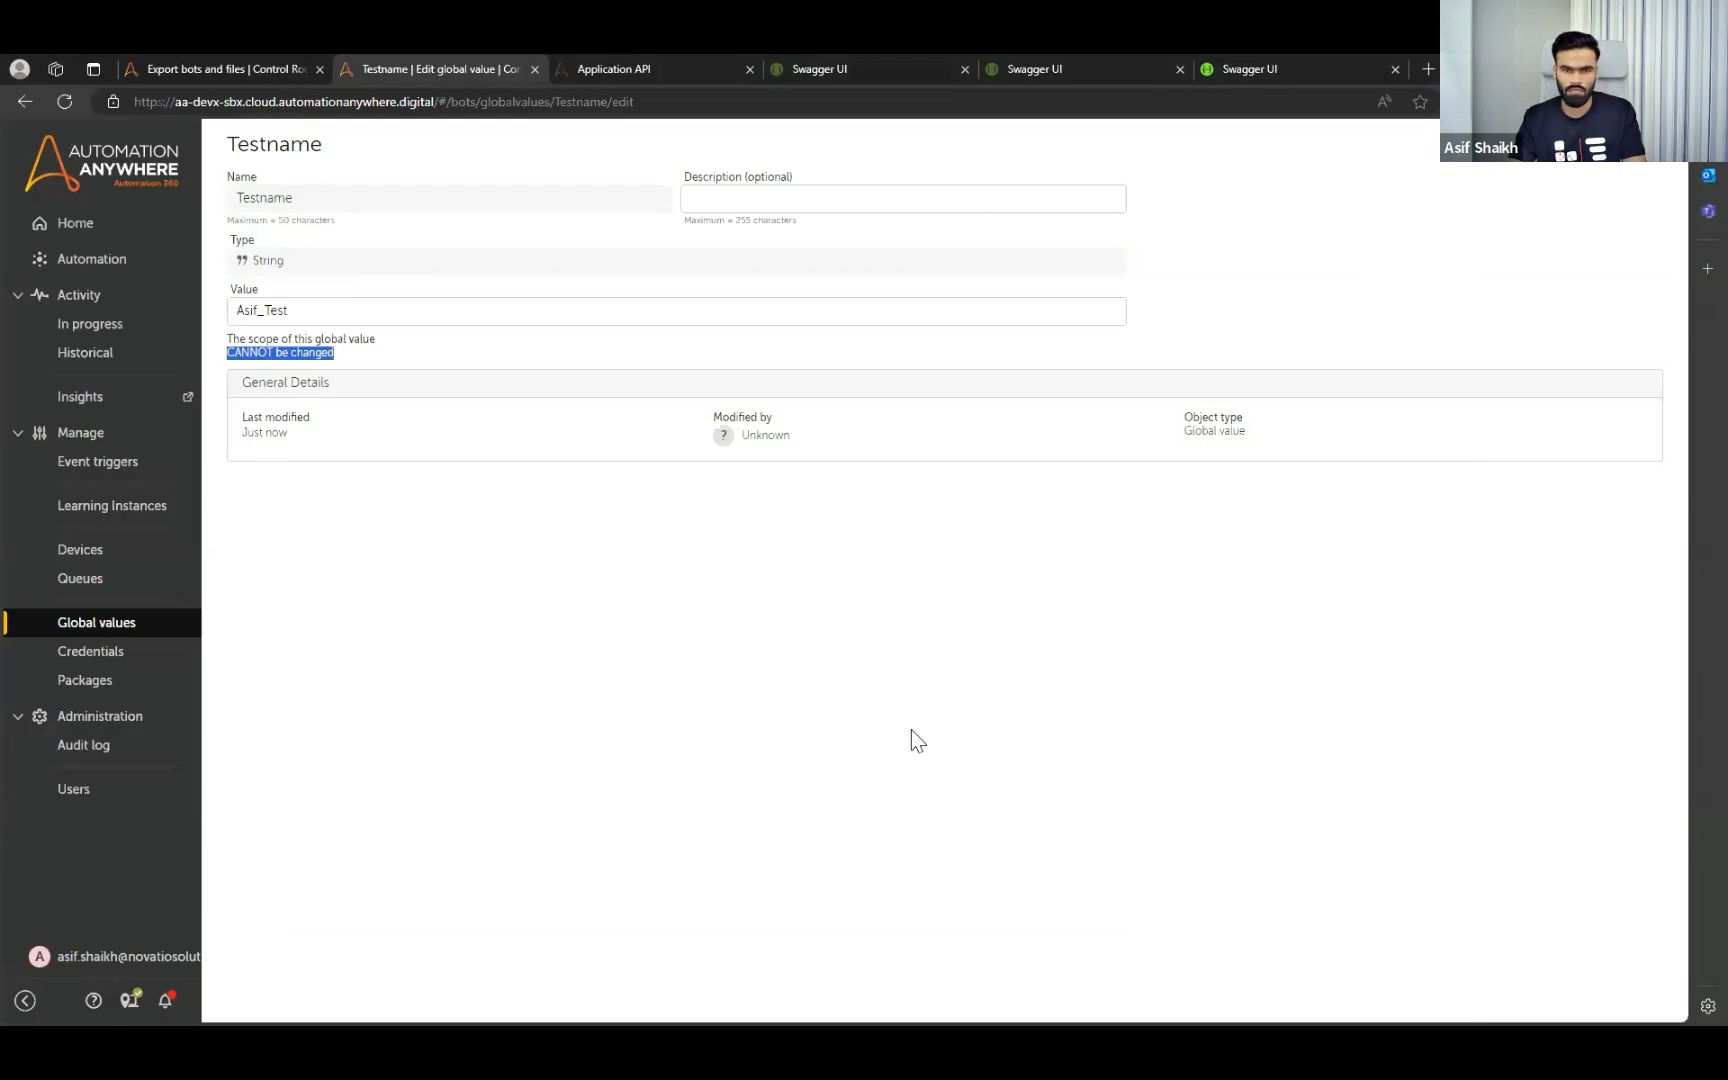 Export bots and files | Control Ro
Testname | Edit global value | Cor
Application API
Swagger UI
Swagger UI
Swagger UI
https://aa-devx-sbx.cloud.automationanywhere.digital/#/bots/globalvalues/Testname/edit
Asif Shaikh
AUTOMATION
ANYWHERE
Automation 360
Home
Automation
Activity
In progress
Historical
Insights
Manage
Event triggers
Learning Instances
Devices
Queues
Global values
Credentials
Packages
Administration
Audit log
Users
A asif.shaikh@novatiosolut
Testname
Name
Description (optional)
Testname
Maximum = 50 characters
Maximum = 255 characters
Type
String
Value
Asif_Test
The scope of this global value
CANNOT be changed
General Details
Last modified
Modified by
Object type
Just now
? Unknown
Global value